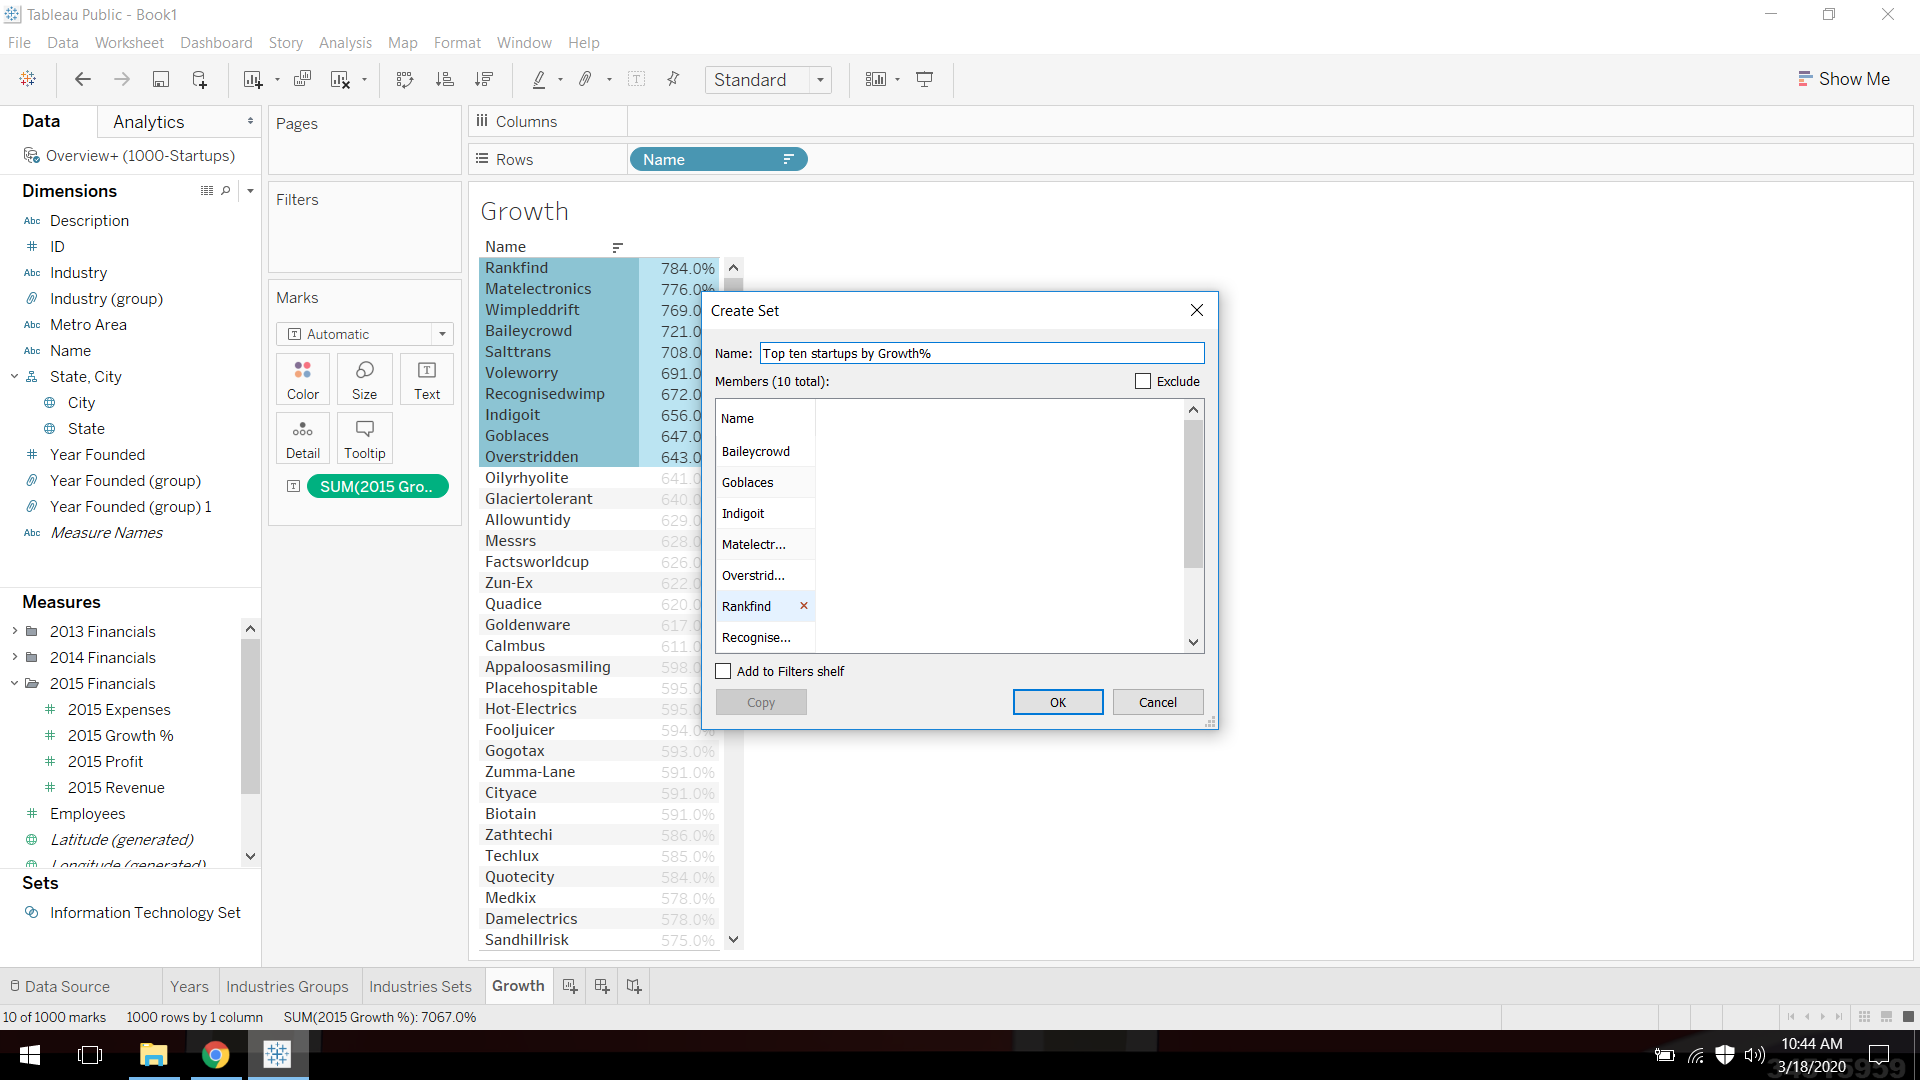 Tableau Public - Book1
File Data Worksheet Dashboard Story Analysis Map Format Window Help
Standard
Show Me
Data Analytics
Overview+ (1000-Startups)
Dimensions
Abc Description
ID
Abc Industry
Industry (group)
Abc Metro Area
Abc Name
State, City
City
State
Year Founded
Year Founded (group)
Year Founded (group) 1
Abc Measure Names
Measures
2013 Financials
2014 Financials
2015 Financials
2015 Expenses
2015 Growth %
2015 Profit
2015 Revenue
Employees
Latitude (generated)
Longitude (generated)
Sets
Information Technology Set
Pages
Filters
Marks
Automatic
Color Size Text
Detail Tooltip
SUM(2015 Gro..
Columns
Rows Name
Growth
Name
Rankfind 784.0%
Matelectronics 776.0%
Wimpleddrift 769.0
Baileycrowd 721.0
Salttrans 708.0
Voleworry 691.0
Recognisedwimp 672.0
Indigoit 656.0
Goblaces 647.0
Overstridden 643.0
Oilyrhyolite 641.0
Glaciertolerant 640.0
Allowuntidy 629.0
Messrs 628.0
Factsworldcup 626.0
Zun-Ex 622.0
Quadice 620.0
Goldenware 617.0
Calmbus 611.0
Appaloosasmiling 598.0
Placehospitable 595.0
Hot-Electrics 595.0
Fooljuicer 594.0%
Gogotax 593.0%
Zumma-Lane 591.0%
Cityace 591.0%
Biotain 591.0%
Zathtechi 586.0%
Techlux 585.0%
Quotecity 584.0%
Medkix 578.0%
Damelectrics 578.0%
Sandhillrisk 575.0%
Create Set
Name: Top ten startups by Growth%
Members (10 total): Exclude
Name
Baileycrowd
Goblaces
Indigoit
Matelectr...
Overstrid...
Rankfind
Recognise...
Add to Filters shelf
Copy OK Cancel
Data Source Years Industries Groups Industries Sets Growth
10 of 1000 marks 1000 rows by 1 column SUM(2015 Growth %): 7067.0%
10:44 AM
3/18/2020